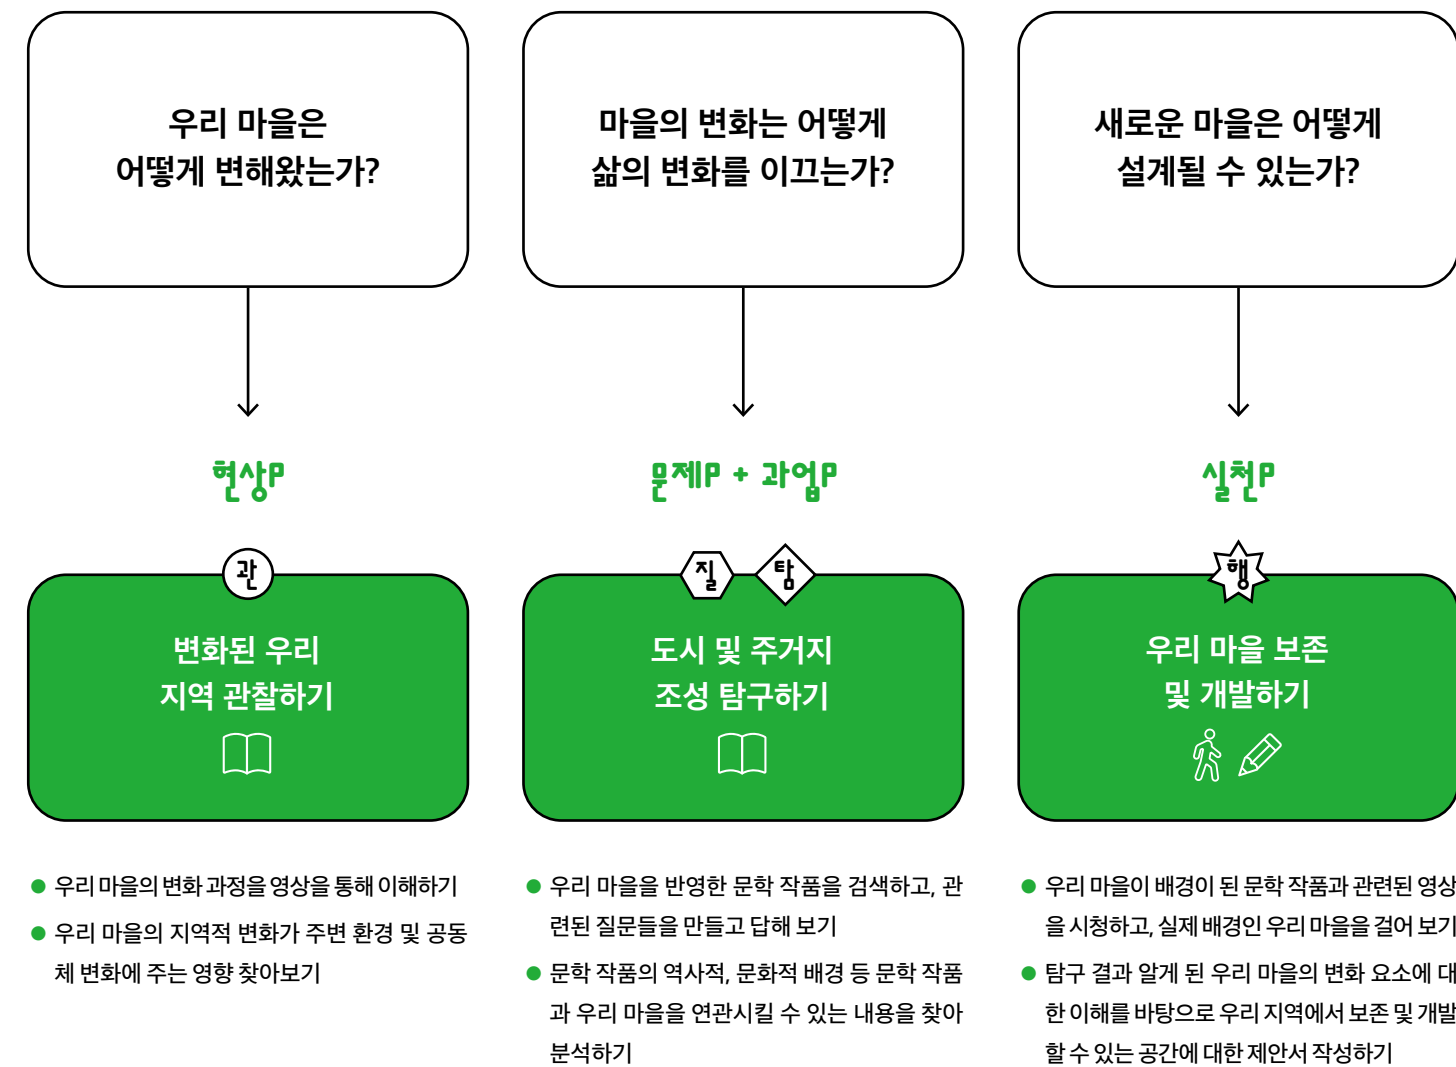 우리 마을은
어떻게 변해왔는가?
현상P
관
변화된 우리
지역 관찰하기
● 우리 마을의 변화 과정을 영상을 통해 이해하기
● 우리 마을의 지역적 변화가 주변 환경 및 공동
체 변화에 주는 영향 찾아보기
마을의 변화는 어떻게
삶의 변화를 이끄는가?
문제P + 과업P
질
탐
도시 및 주거지
조성 탐구하기
● 우리 마을을 반영한 문학 작품을 검색하고, 관
련된 질문들을 만들고 답해 보기
● 문학 작품의 역사적, 문화적 배경 등 문학 작품
과 우리 마을을 연관시킬 수 있는 내용을 찾아
분석하기
새로운 마을은 어떻게
설계될 수 있는가?
실천P
행
우리 마을 보존
및 개발하기
● 우리 마을이 배경이 된 문학 작품과 관련된 영상
을 시청하고, 실제 배경인 우리 마을을 걸어 보기
● 탐구 결과 알게 된 우리 마을의 변화 요소에 대
한 이해를 바탕으로 우리 지역에서 보존 및 개발
할 수 있는 공간에 대한 제안서 작성하기